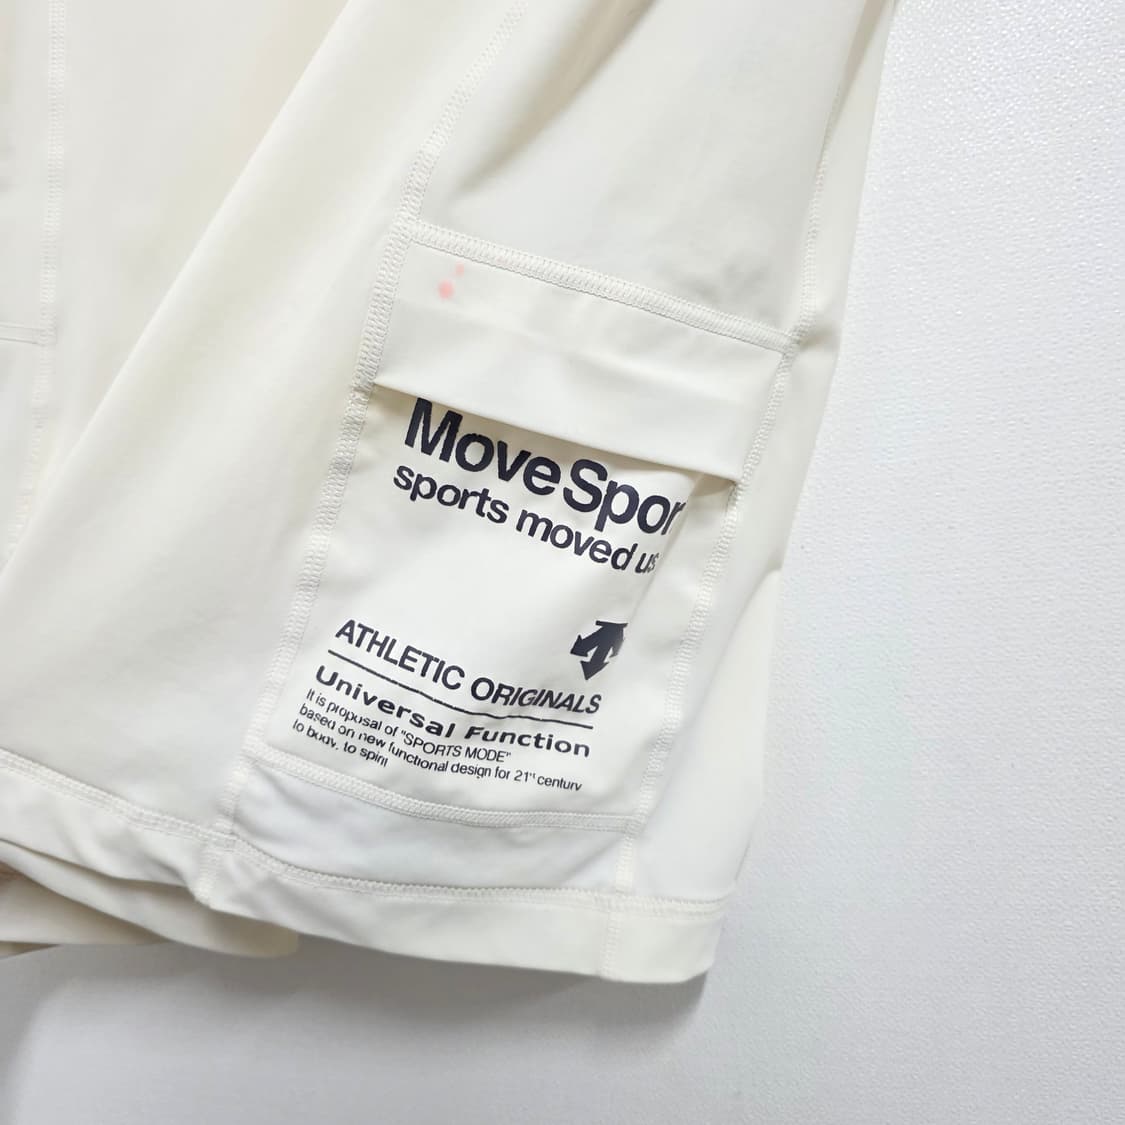 MoveSpor
sports moved us
ATHLETIC ORIGINALS
Universal Function
It is proposal of "SPORTS MODE"
based on new functional design for 21st century
to body, to spirit